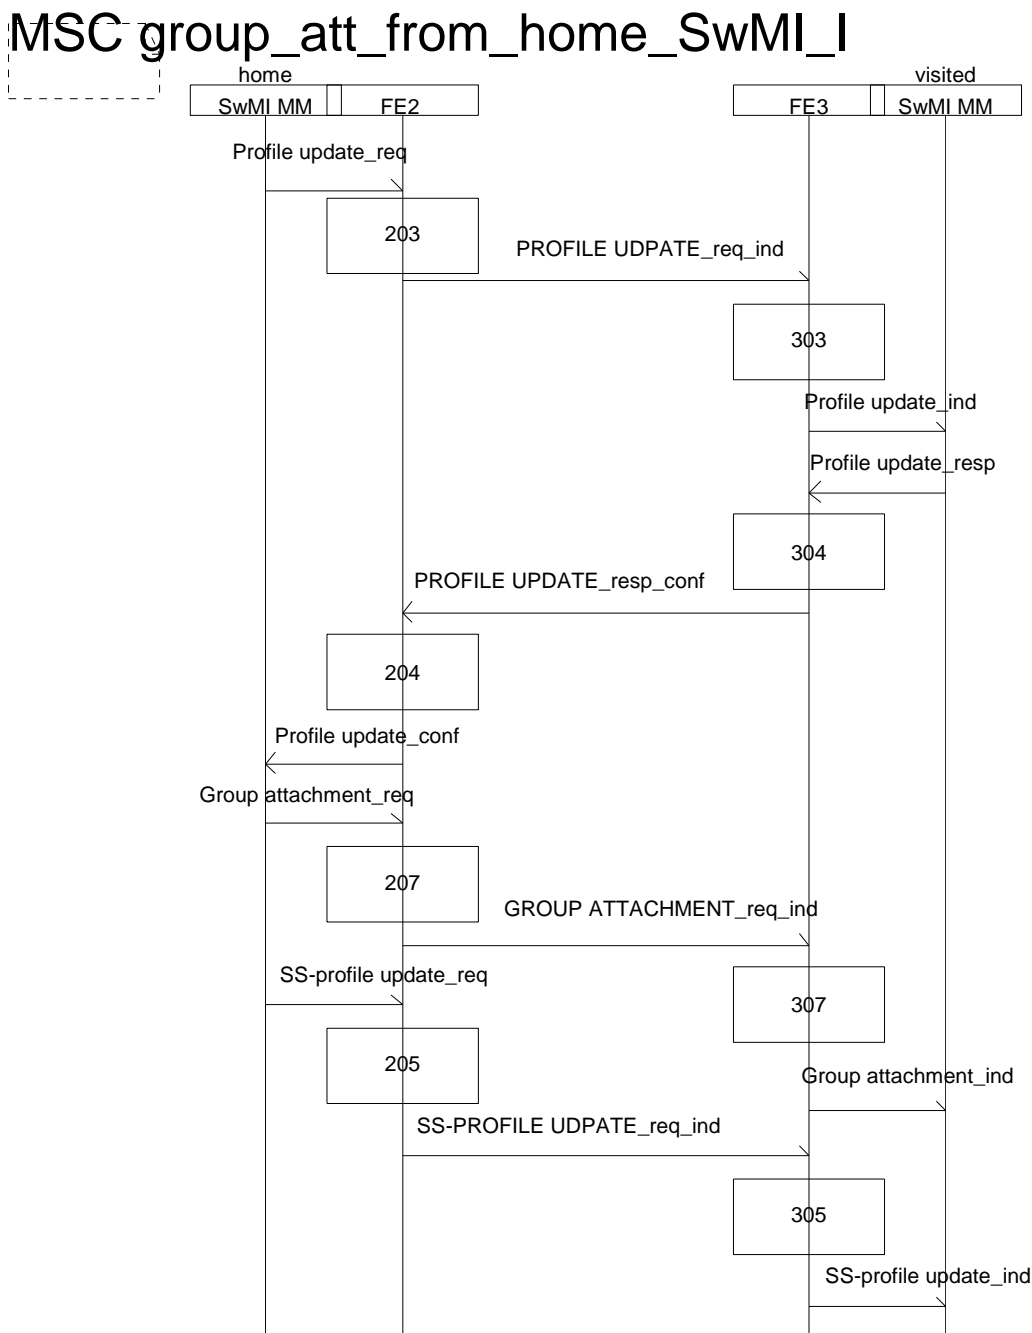 MSC group_att_from_home_SwMI_I
home
visited
SwMI MM
FE2
FE3
SwMI MM
Profile update_req
203
PROFILE UDPATE_req_ind
303
Profile update_ind
Profile update_resp
304
PROFILE UPDATE_resp_conf
204
Profile update_conf
Group attachment_req
207
GROUP ATTACHMENT_req_ind
SS-profile update_req
307
205
Group attachment_ind
SS-PROFILE UDPATE_req_ind
305
SS-profile update_ind